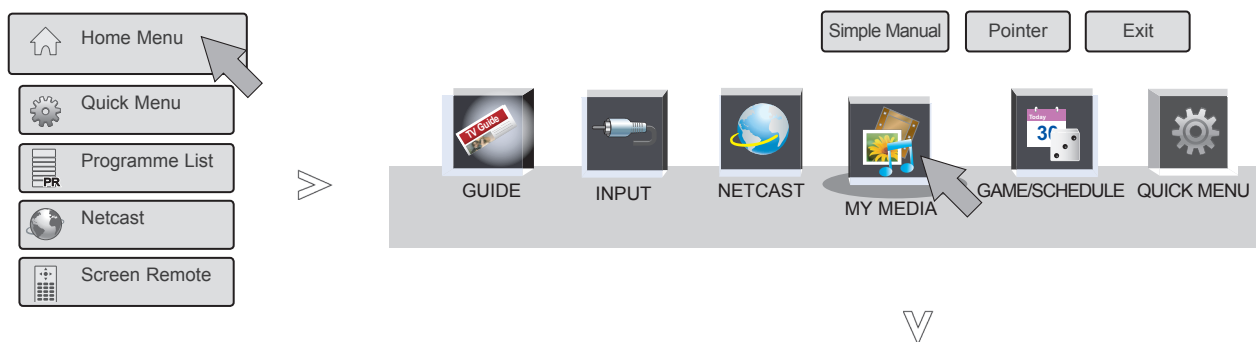 Home Menu
Quick Menu
Programme List
PR
Netcast
Screen Remote
Simple Manual
Pointer
Exit
TV Guide
Today
30
GUIDE
INPUT
NETCAST
MY MEDIA
GAME/SCHEDULE
QUICK MENU